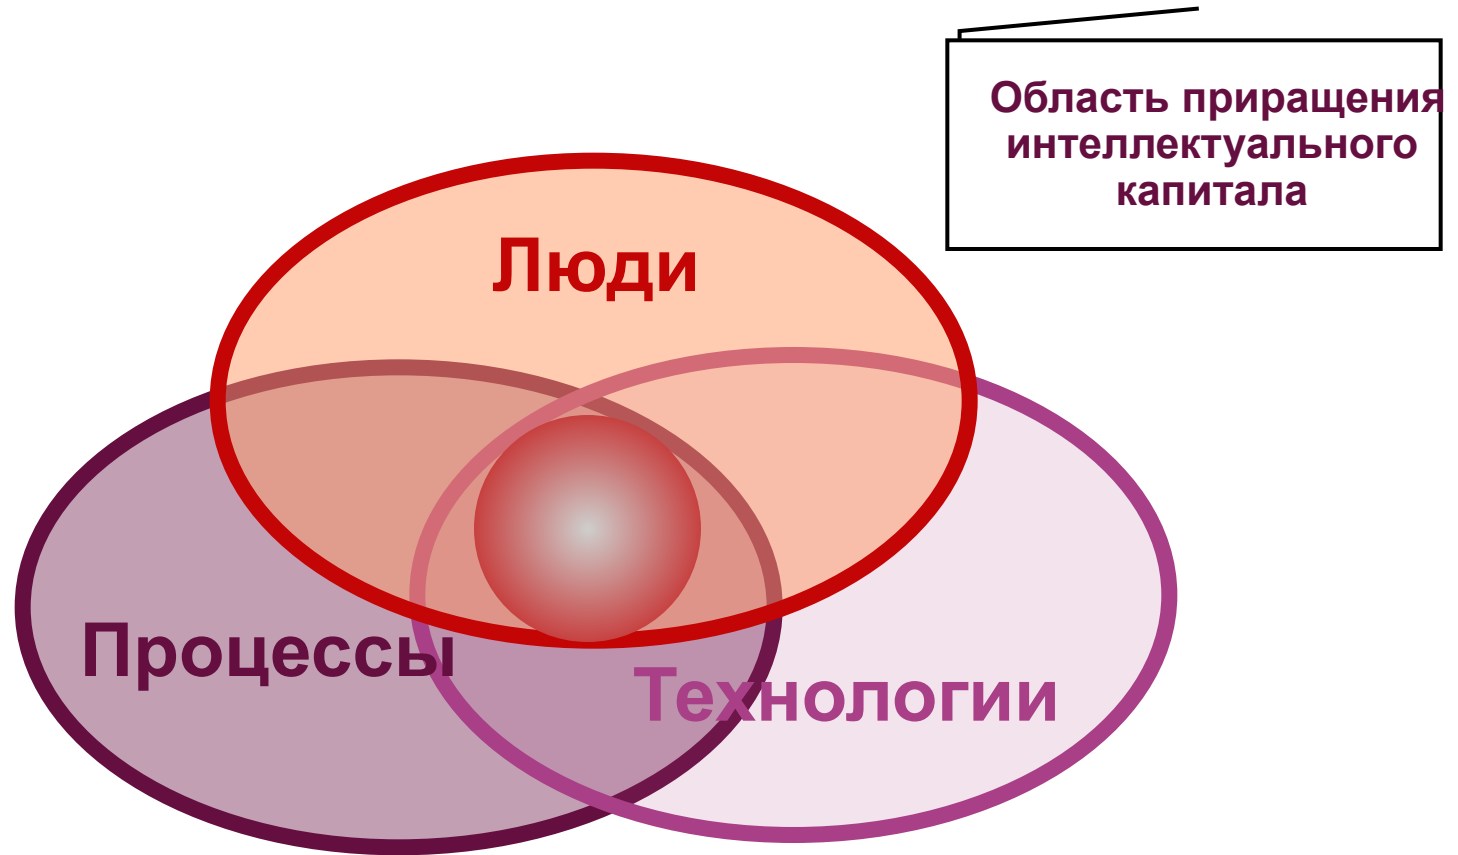 Область приращения
интеллектуального
капитала
Люди
Процессы
Технологии